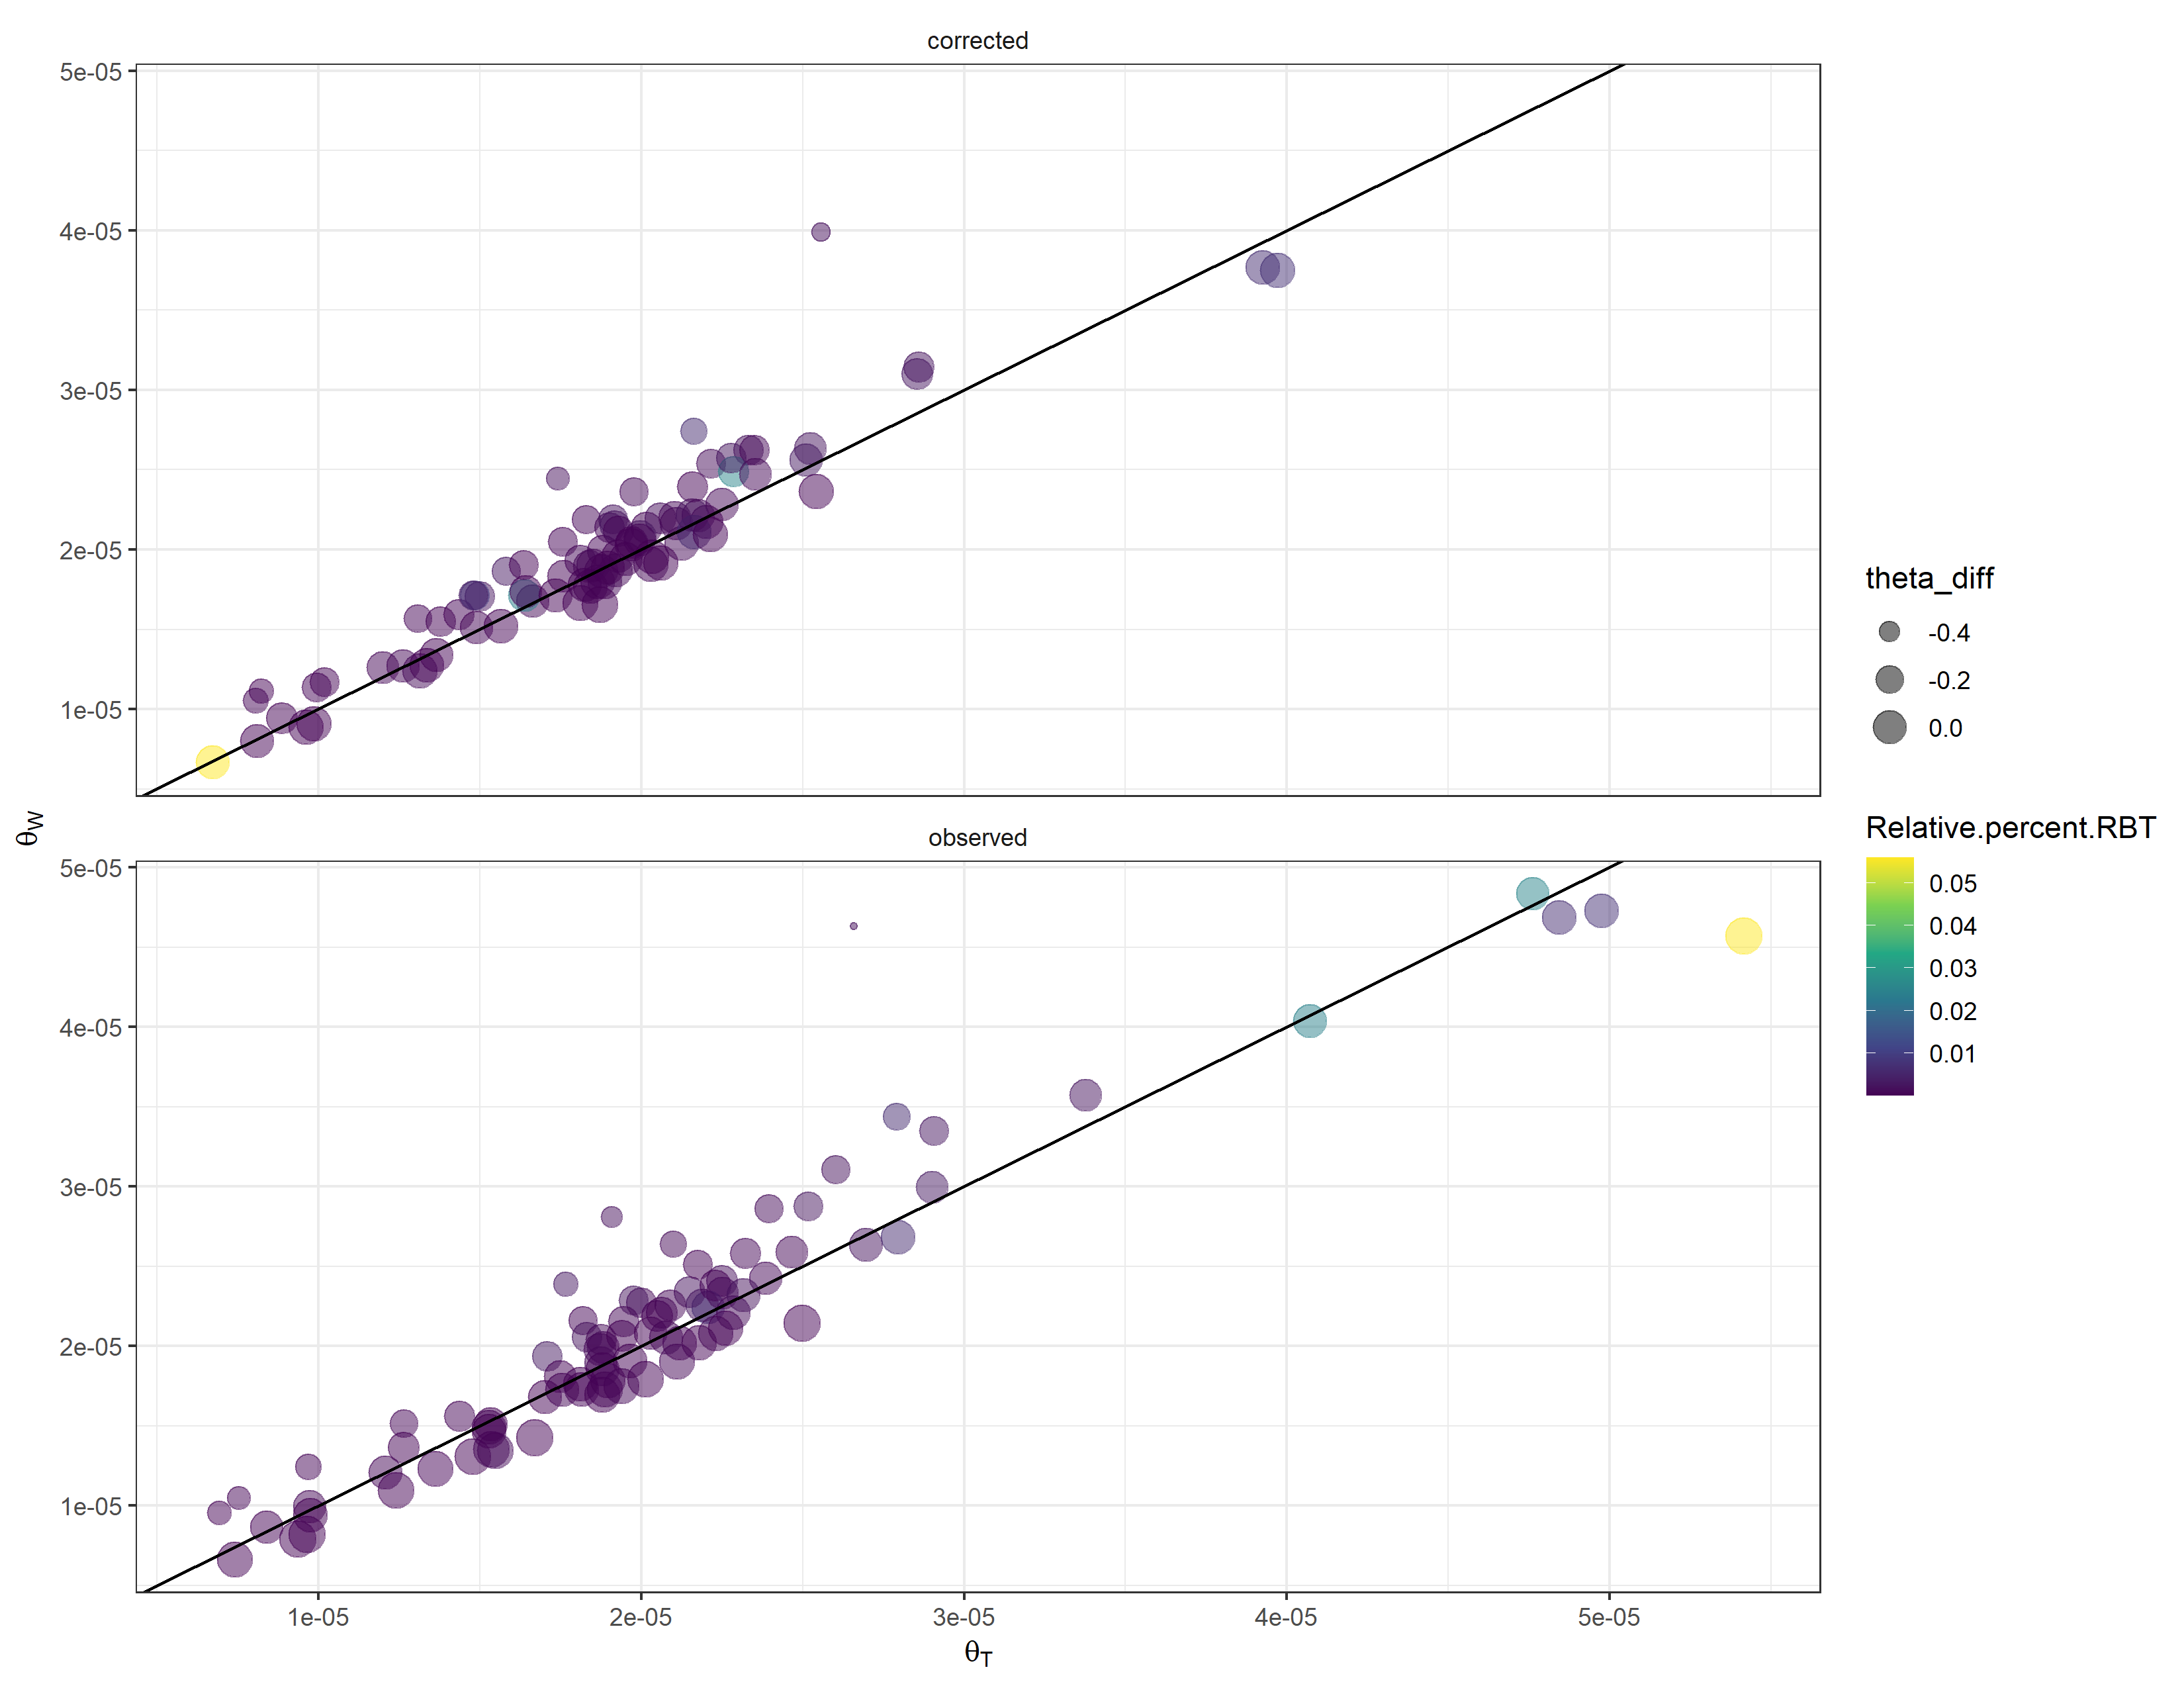 corrected
5e-05
4e-05
3e-05
2e-05
1e-05
θW
observed
5e-05
4e-05
3e-05
2e-05
1e-05
1e-05 2e-05 3e-05 4e-05 5e-05
θT
theta_diff
-0.4
-0.2
0.0
Relative.percent.RBT
0.05
0.04
0.03
0.02
0.01